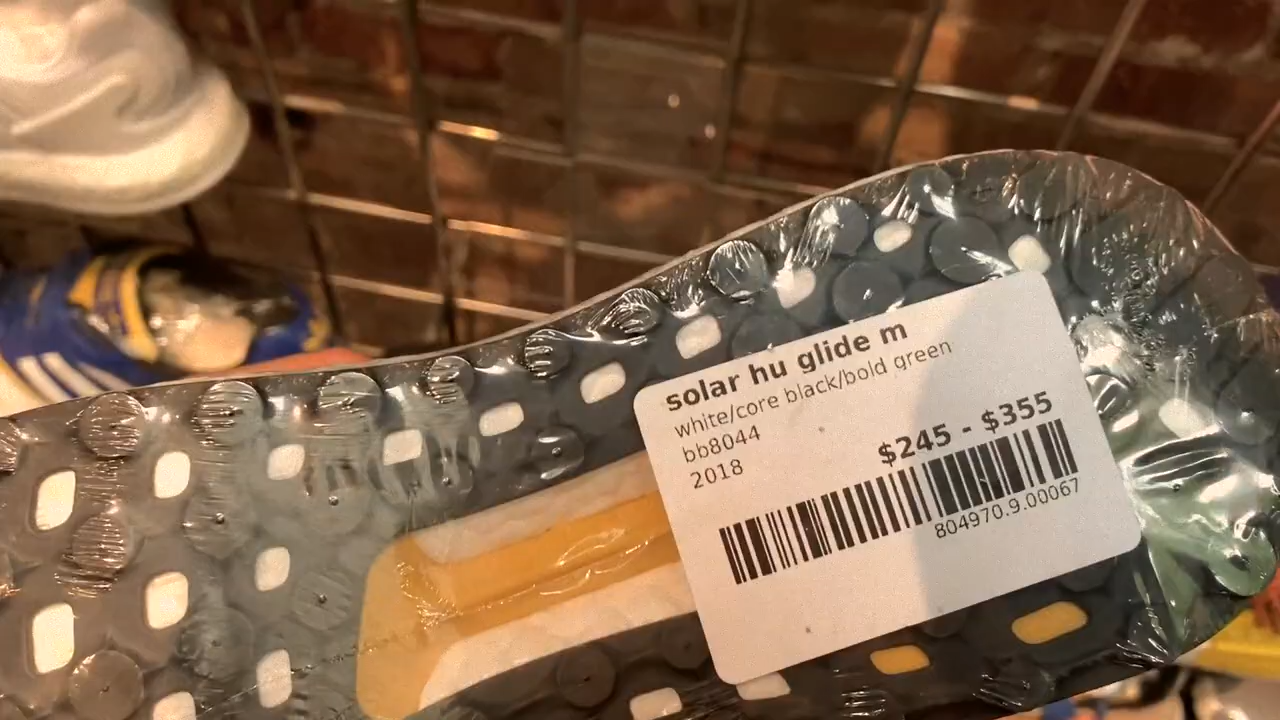 solar hu glide m
white/core black/bold green
bb8044
2018
$245 - $355
804970.9.00067